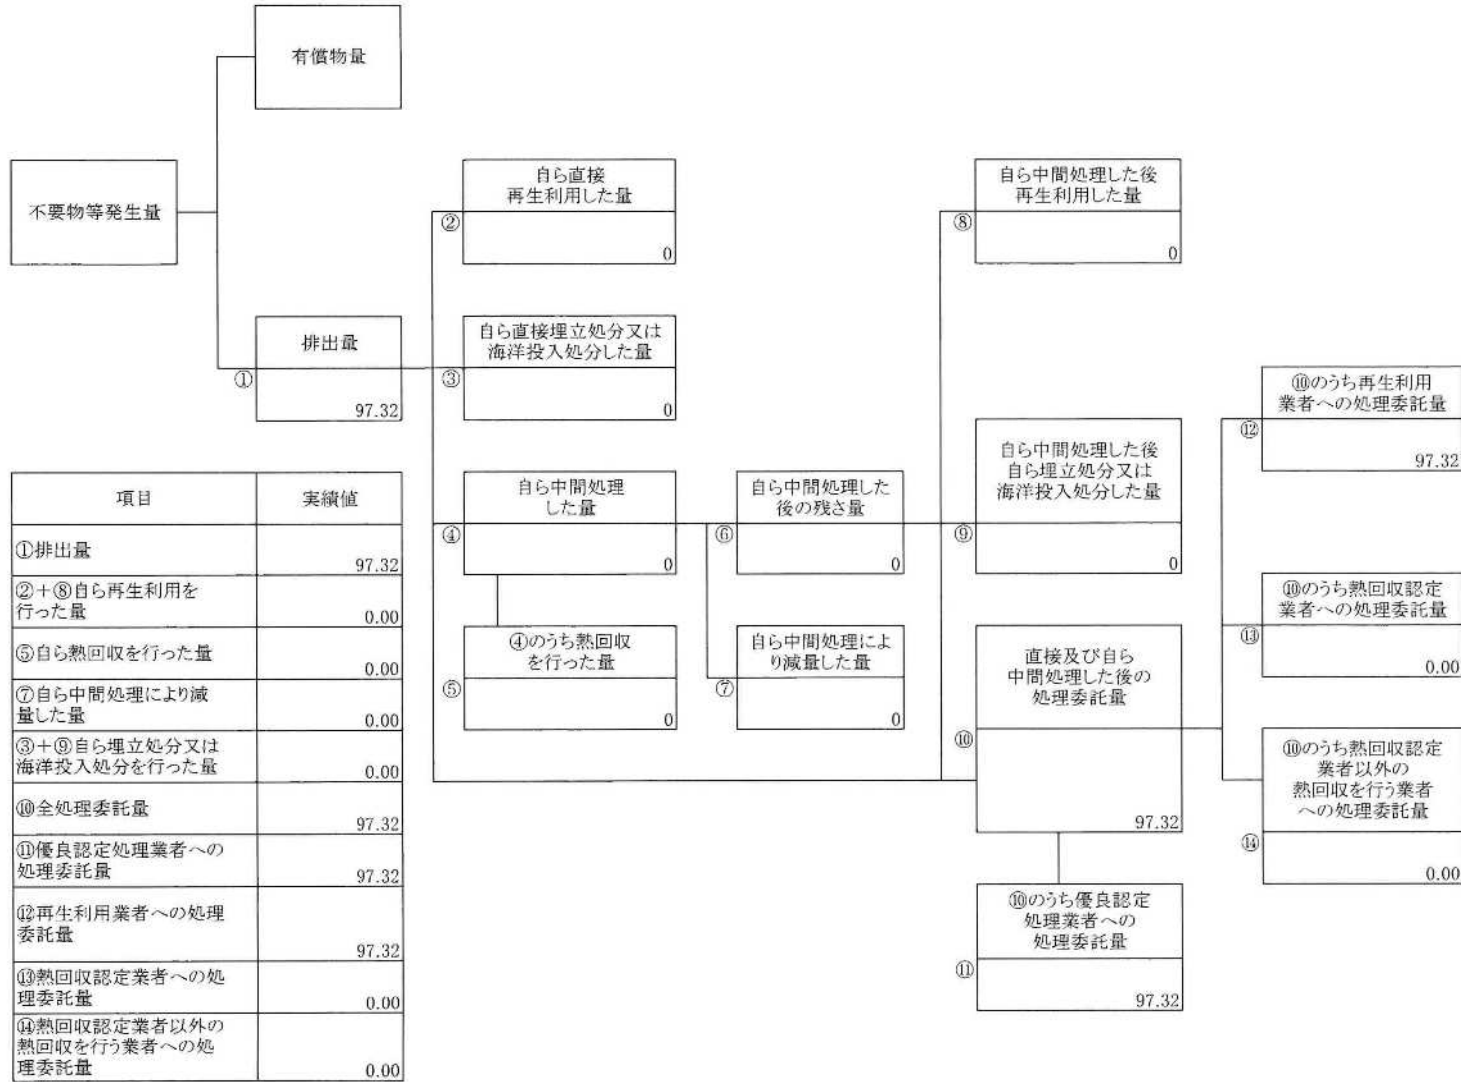 有償物量
不要物等発生量
排出量
①
97.32
自ら直接
再生利用した量
②
0
自ら直接埋立処分又は
海洋投入処分した量
③
0
自ら中間処理
した量
④
0
④のうち熱回収
を行った量
⑤
0
自ら中間処理した
後の残さ量
⑥
0
自ら中間処理によ
り減量した量
⑦
0
自ら中間処理した後
再生利用した量
⑧
0
自ら中間処理した後
自ら埋立処分又は
海洋投入処分した量
⑨
0
直接及び自ら
中間処理した後の
処理委託量
⑩
97.32
⑩のうち優良認定
処理業者への
処理委託量
⑪
97.32
⑩のうち再生利用
業者への処理委託量
⑫
97.32
⑩のうち熱回収認定
業者への処理委託量
⑬
0.00
⑩のうち熱回収認定
業者以外の
熱回収を行う業者
への処理委託量
⑭
0.00
項目 実績値
①排出量 97.32
②+⑧自ら再生利用を
行った量 0.00
⑤自ら熱回収を行った量 0.00
⑦自ら中間処理により減
量した量 0.00
③+⑨自ら埋立処分又は
海洋投入処分を行った量 0.00
⑩全処理委託量 97.32
⑪優良認定処理業者への
処理委託量 97.32
⑫再生利用業者への処理
委託量 97.32
⑬熱回収認定業者への処
理委託量 0.00
⑭熱回収認定業者以外の
熱回収を行う業者への処
理委託量 0.00